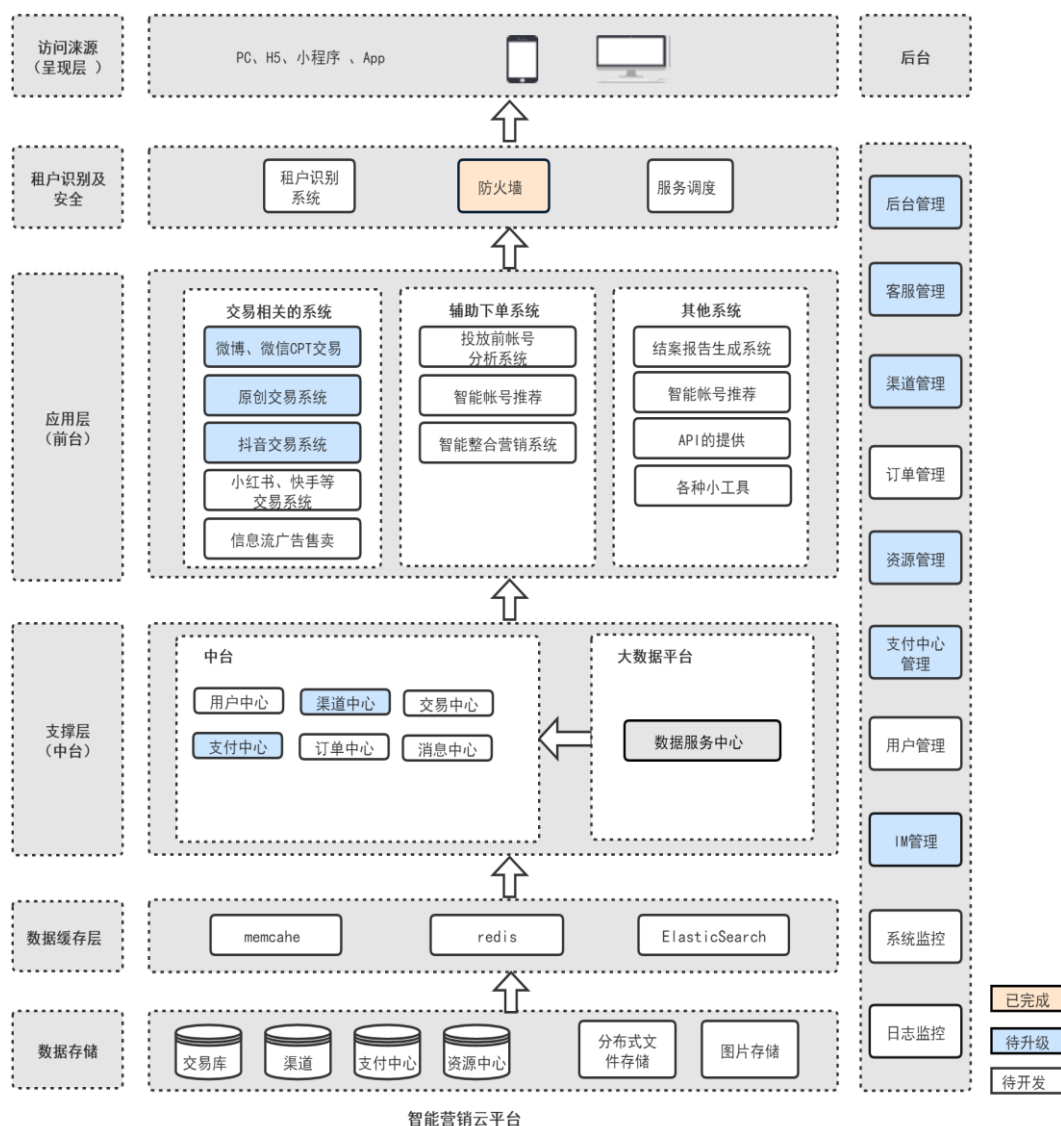 访问涞源
（呈现层 ）
PC、H5、小程序 、App
后台
租户识别及
安全
租户识别
系统
防火墙
服务调度
应用层
（前台）
交易相关的系统
微博、微信CPT交易
原创交易系统
抖音交易系统
小红书、快手等
交易系统
信息流广告售卖
辅助下单系统
投放前帐号
分析系统
智能帐号推荐
智能整合营销系统
其他系统
结案报告生成系统
智能帐号推荐
API的提供
各种小工具
支撑层
（中台）
中台
用户中心
渠道中心
交易中心
支付中心
订单中心
消息中心
大数据平台
数据服务中心
数据缓存层
memcahe
redis
ElasticSearch
数据存储
交易库
渠道
支付中心
资源中心
分布式文
件存储
图片存储
后台管理
客服管理
渠道管理
订单管理
资源管理
支付中心
管理
用户管理
IM管理
系统监控
日志监控
已完成
待升级
待开发
智能营销云平台